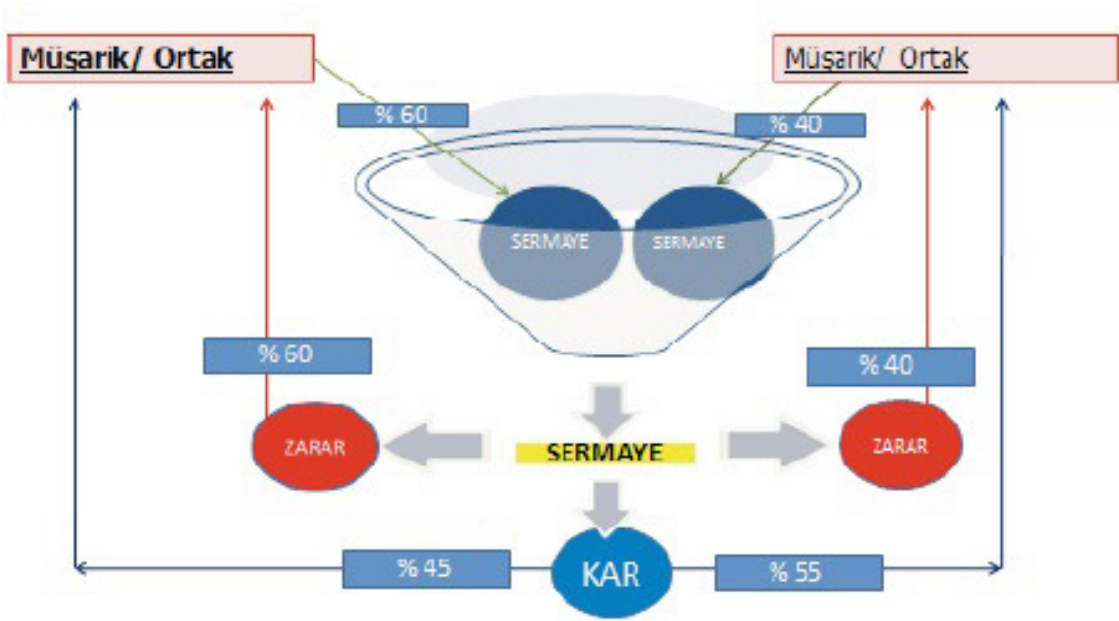 Müşarik/ Ortak
Müşarik/ Ortak
% 60
% 40
SERMAYE
SERMAYE
% 60
% 40
ZARAR
SERMAYE
ZARAR
% 45
KAR
% 55